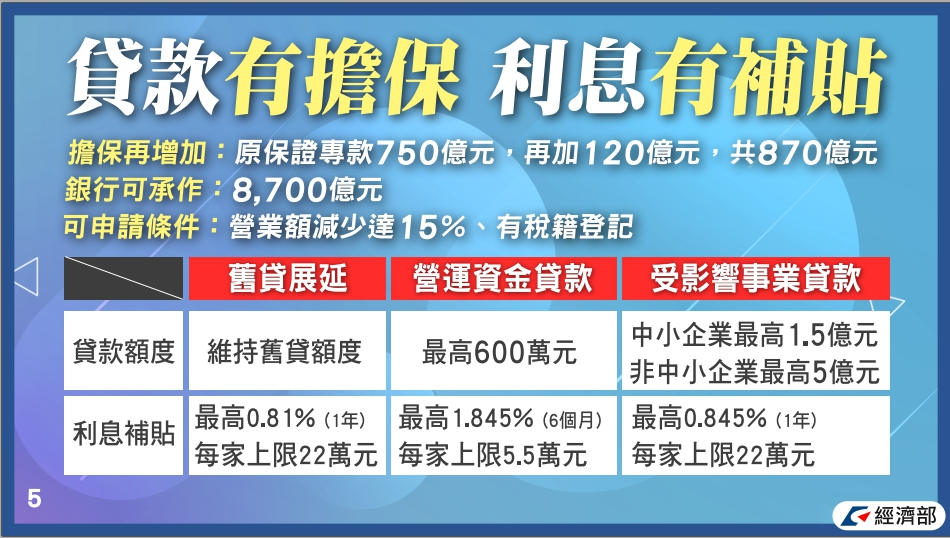 貸款有擔保 利息有補貼
擔保再增加：原保證專款750億元，再加120億元，共870億元
銀行可承作：8,700億元
可申請條件：營業額減少達15%、有稅籍登記
舊貸展延 營運資金貸款 受影響事業貸款
貸款額度 維持舊貸額度 最高600萬元 中小企業最高1.5億元
非中小企業最高5億元
利息補貼 最高0.81%（1年） 最高1.845%（6個月） 最高0.845%（1年）
每家上限22萬元 每家上限5.5萬元 每家上限22萬元
5
經濟部